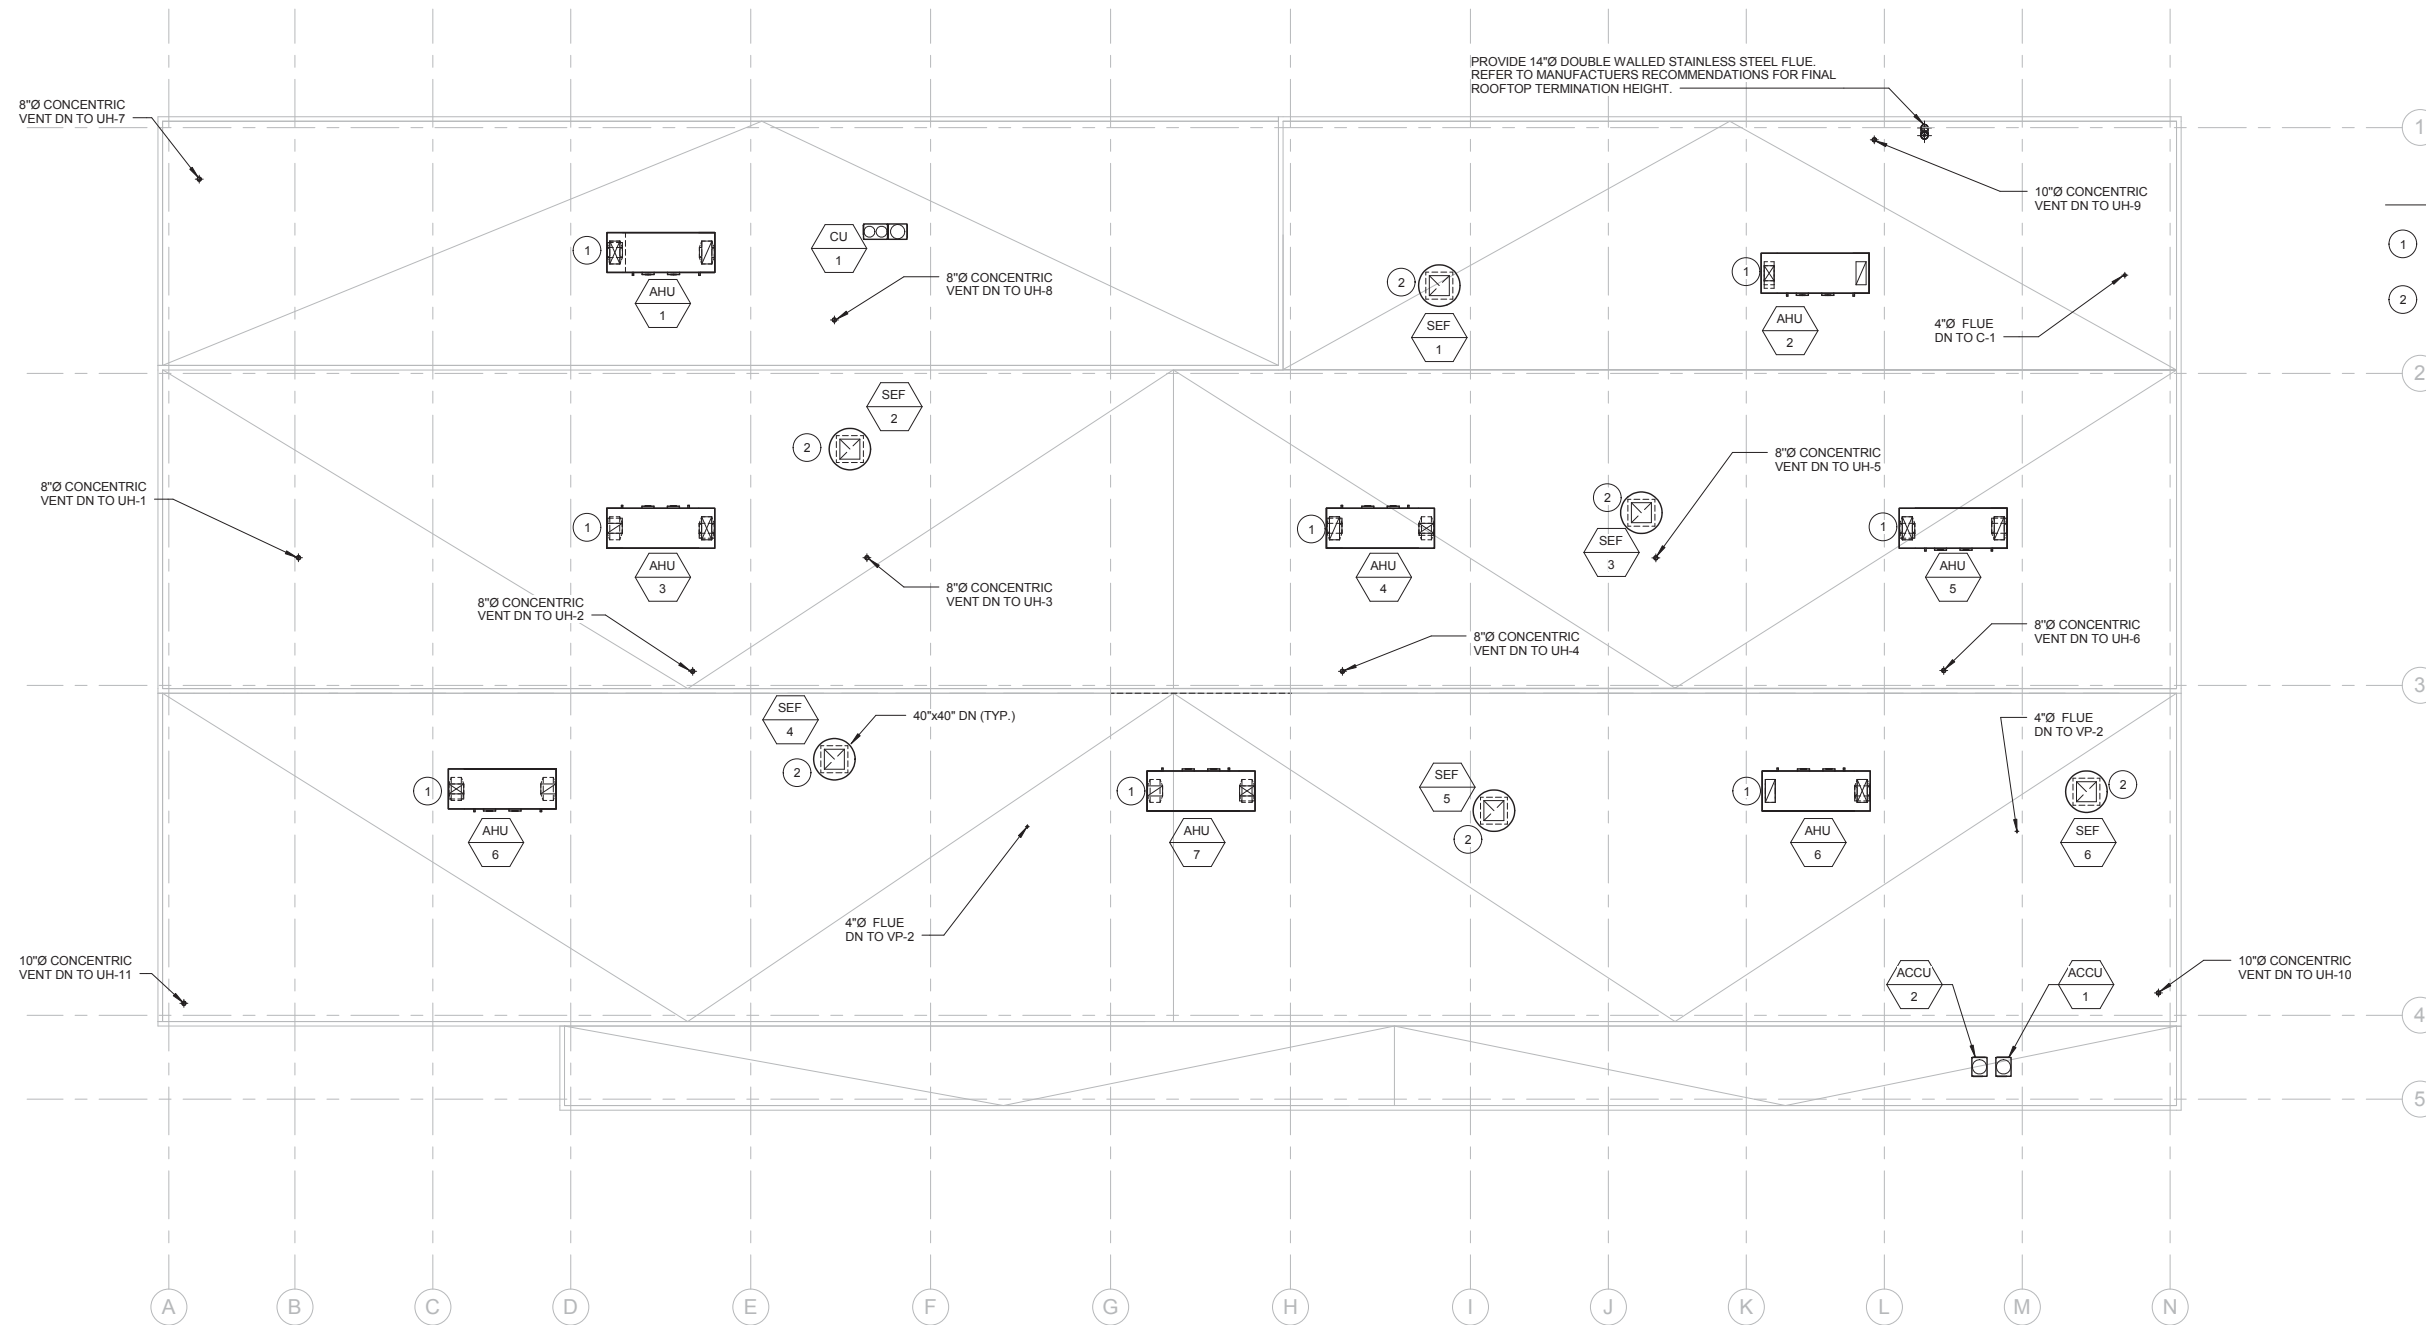 PROVIDE 14"Ø DOUBLE WALLED STAINLESS STEEL FLUE.
REFER TO MANUFACTUERS RECOMMENDATIONS FOR FINAL
ROOFTOP TERMINATION HEIGHT.
8"Ø CONCENTRIC
VENT DN TO UH-7
1
10"Ø CONCENTRIC
VENT DN TO UH-9
CU
1
1
AHU
1
8"Ø CONCENTRIC
VENT DN TO UH-8
2
SEF
1
1
AHU
2
4"Ø FLUE
DN TO C-1
1
2
2
SEF
2
2
8"Ø CONCENTRIC
VENT DN TO UH-1
1
AHU
3
8"Ø CONCENTRIC
VENT DN TO UH-2
8"Ø CONCENTRIC
VENT DN TO UH-3
1
AHU
4
8"Ø CONCENTRIC
VENT DN TO UH-4
2
SEF
3
8"Ø CONCENTRIC
VENT DN TO UH-5
1
AHU
5
8"Ø CONCENTRIC
VENT DN TO UH-6
3
SEF
4
2
40"x40" DN (TYP.)
1
AHU
6
4"Ø FLUE
DN TO VP-2
1
AHU
7
SEF
5
2
1
AHU
6
4"Ø FLUE
DN TO VP-2
2
SEF
6
10"Ø CONCENTRIC
VENT DN TO UH-11
ACCU
2
ACCU
1
10"Ø CONCENTRIC
VENT DN TO UH-10
4
5
A B C D E F G H I J K L M N